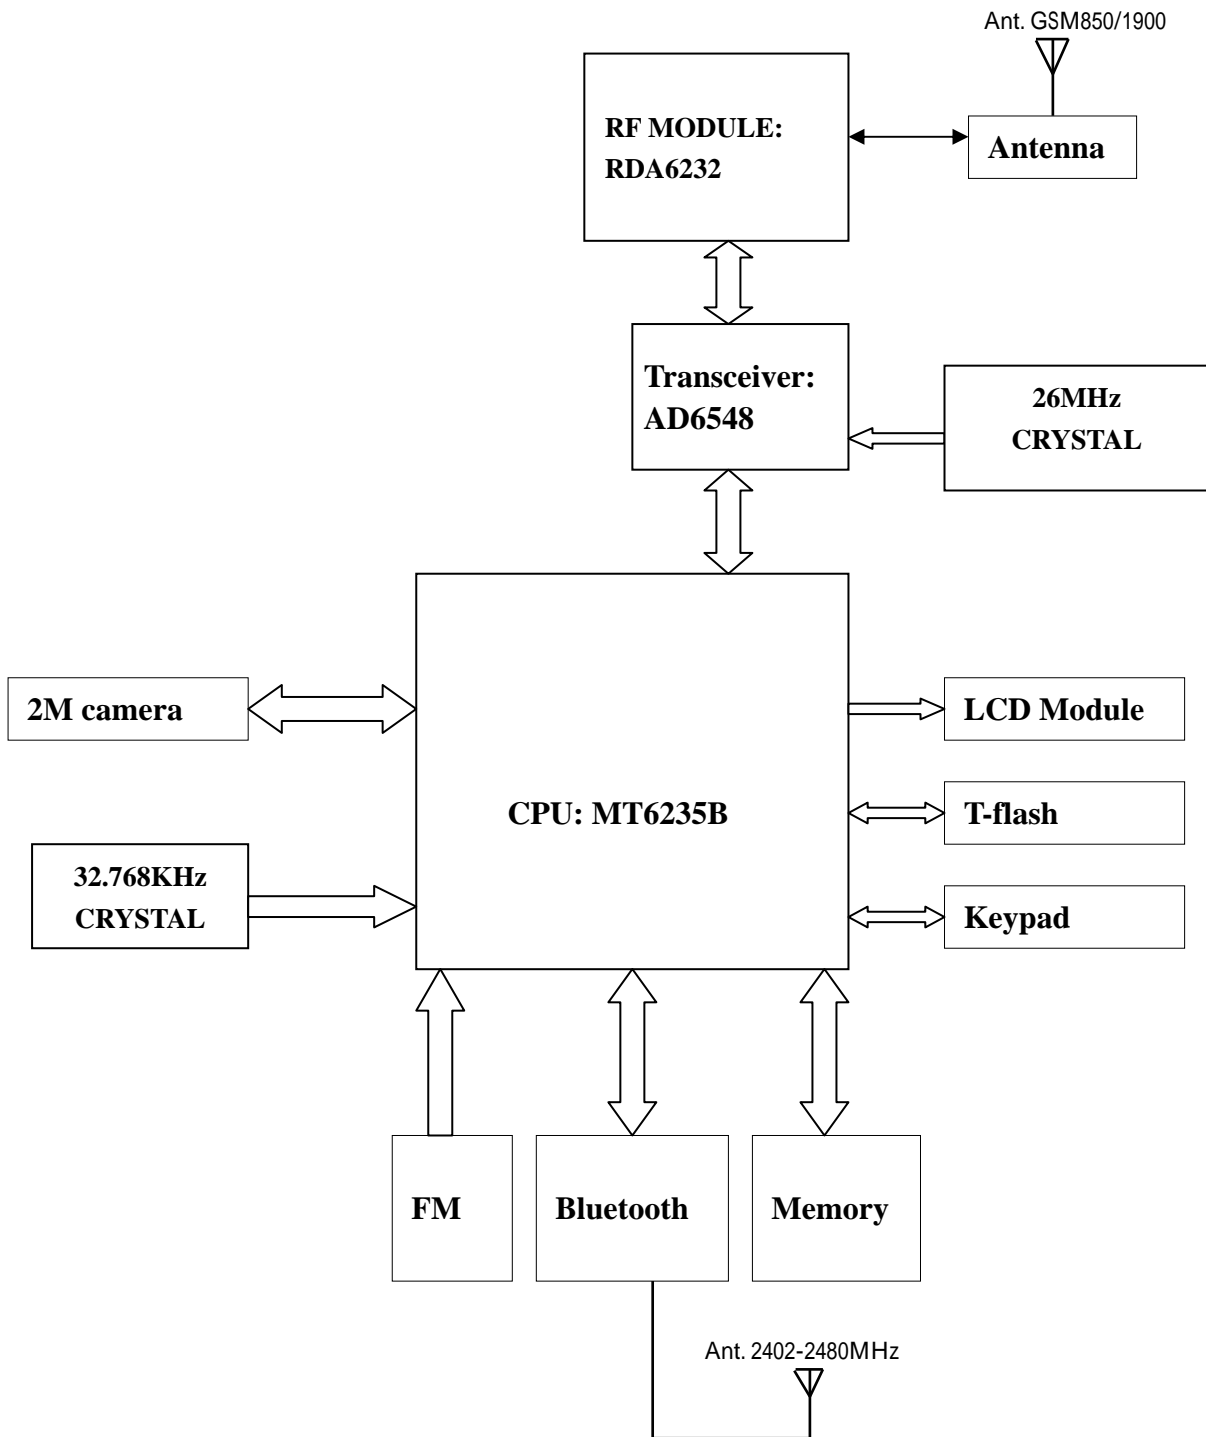 Ant. GSM850/1900
RF MODULE:
RDA6232
Antenna
Transceiver:
AD6548
26MHz
CRYSTAL
2M camera
LCD Module
CPU: MT6235B
T-flash
32.768KHz
CRYSTAL
Keypad
FM
Bluetooth
Memory
Ant. 2402-2480MHz